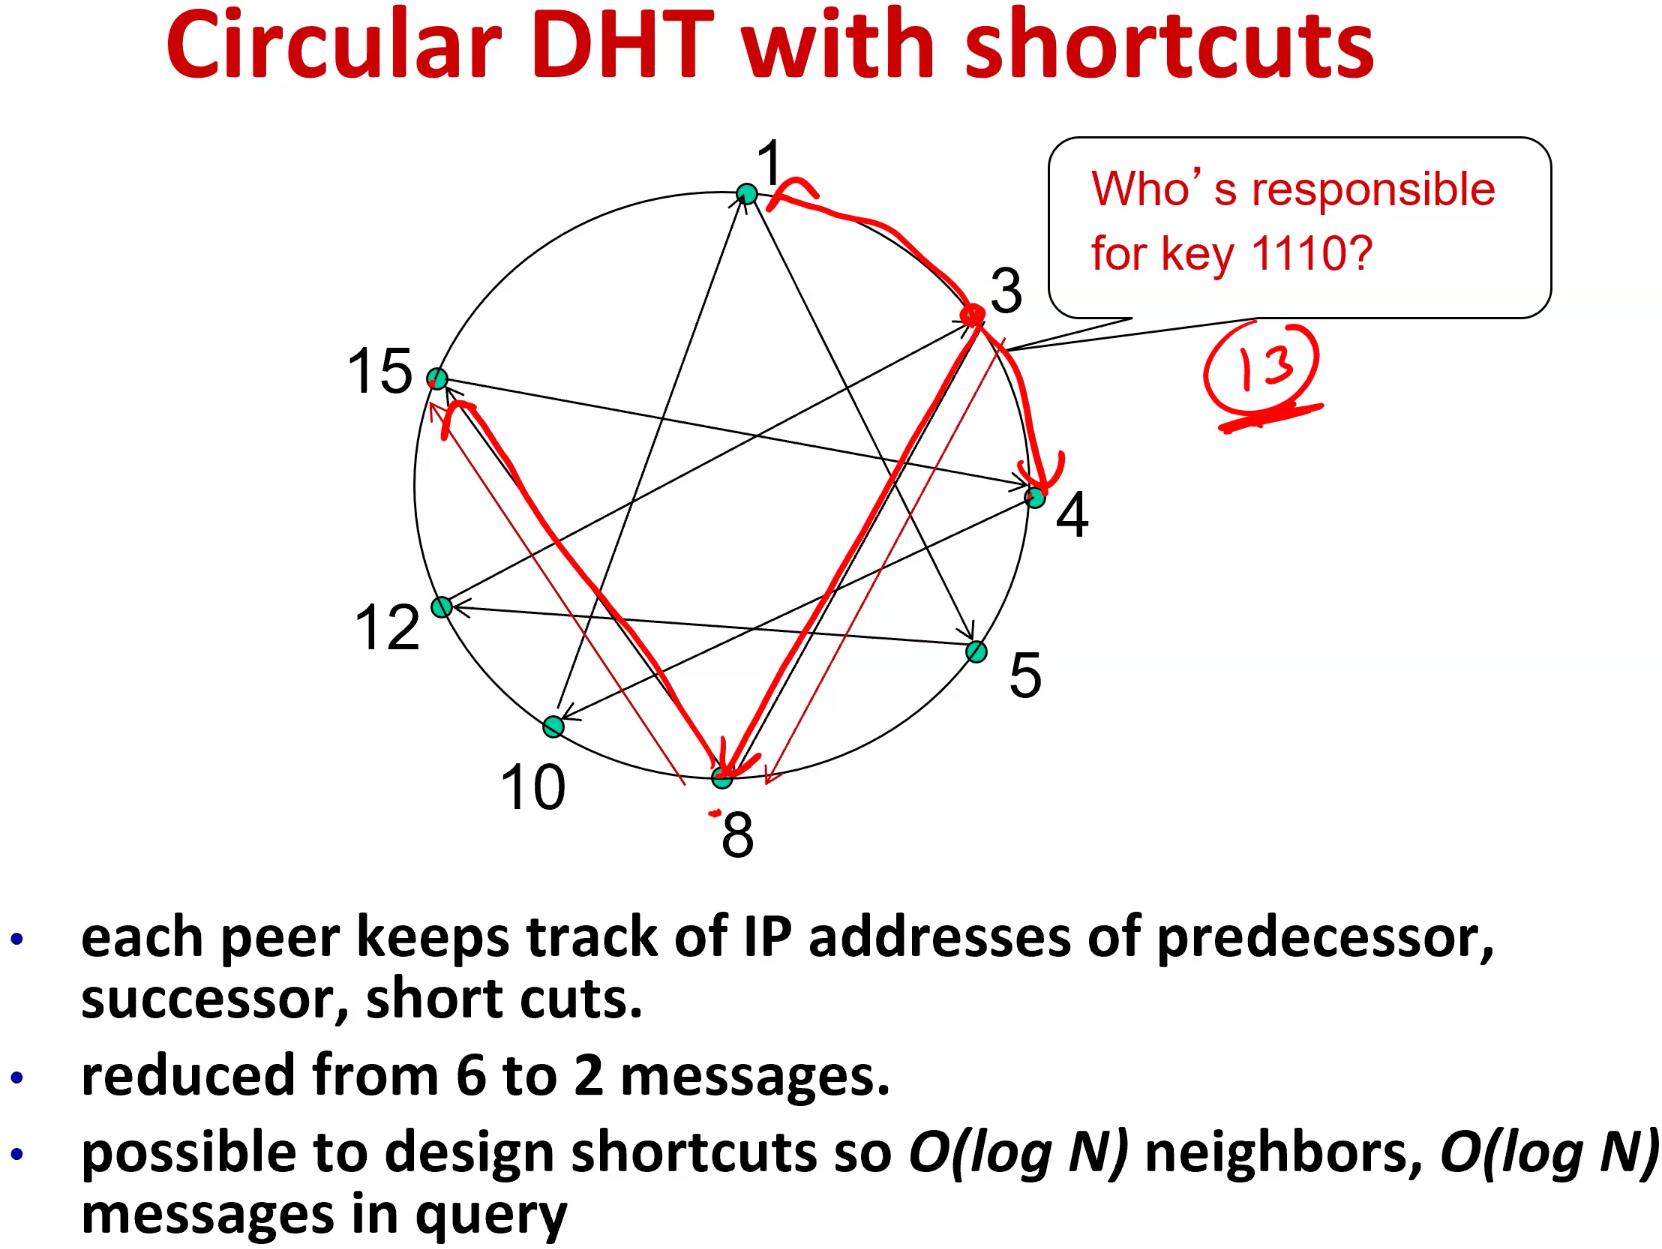 Circular DHT with shortcuts
1
Who's responsible
for key 1110?
3
13
15
4
12
5
10
8
• each peer keeps track of IP addresses of predecessor,
successor, short cuts.
• reduced from 6 to 2 messages.
• possible to design shortcuts so O(log N) neighbors, O(log N)
messages in query